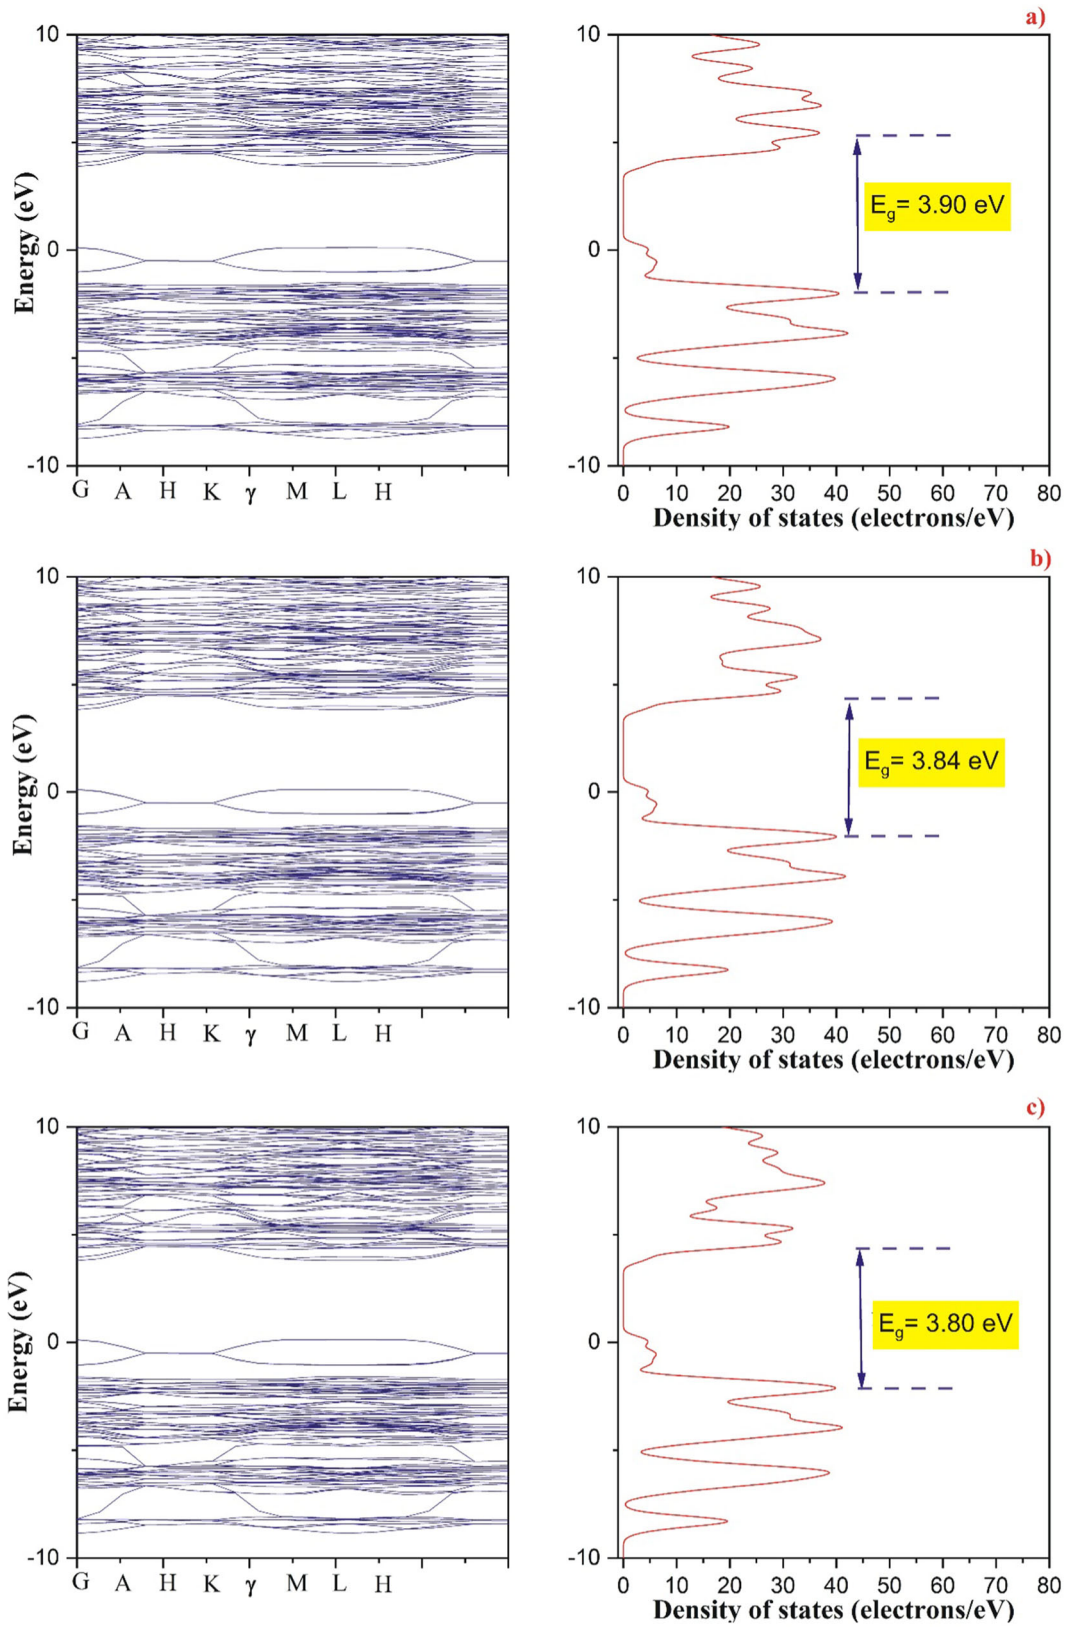 a)
10
0
-10
Energy (eV)
G A H K γ M L H
E_g= 3.90 eV
0 10 20 30 40 50 60 70 80
Density of states (electrons/eV)
b)
10
0
-10
Energy (eV)
G A H K γ M L H
10
0
-10
E_g= 3.84 eV
0 10 20 30 40 50 60 70 80
Density of states (electrons/eV)
c)
10
0
-10
Energy (eV)
G A H K γ M L H
10
0
-10
E_g= 3.80 eV
0 10 20 30 40 50 60 70 80
Density of states (electrons/eV)
10
0
-10